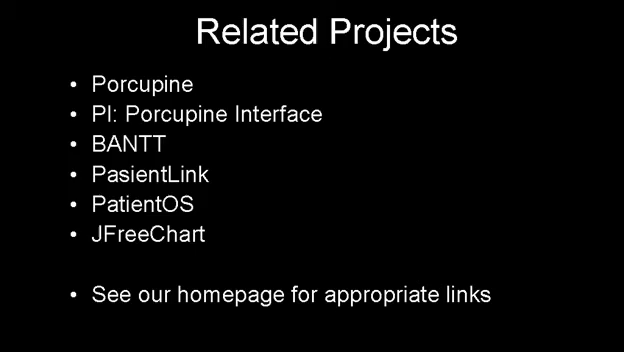 Related Projects
• Porcupine
• PI: Porcupine Interface
• BANTT
• PasientLink
• PatientOS
• JFreeChart
• See our homepage for appropriate links